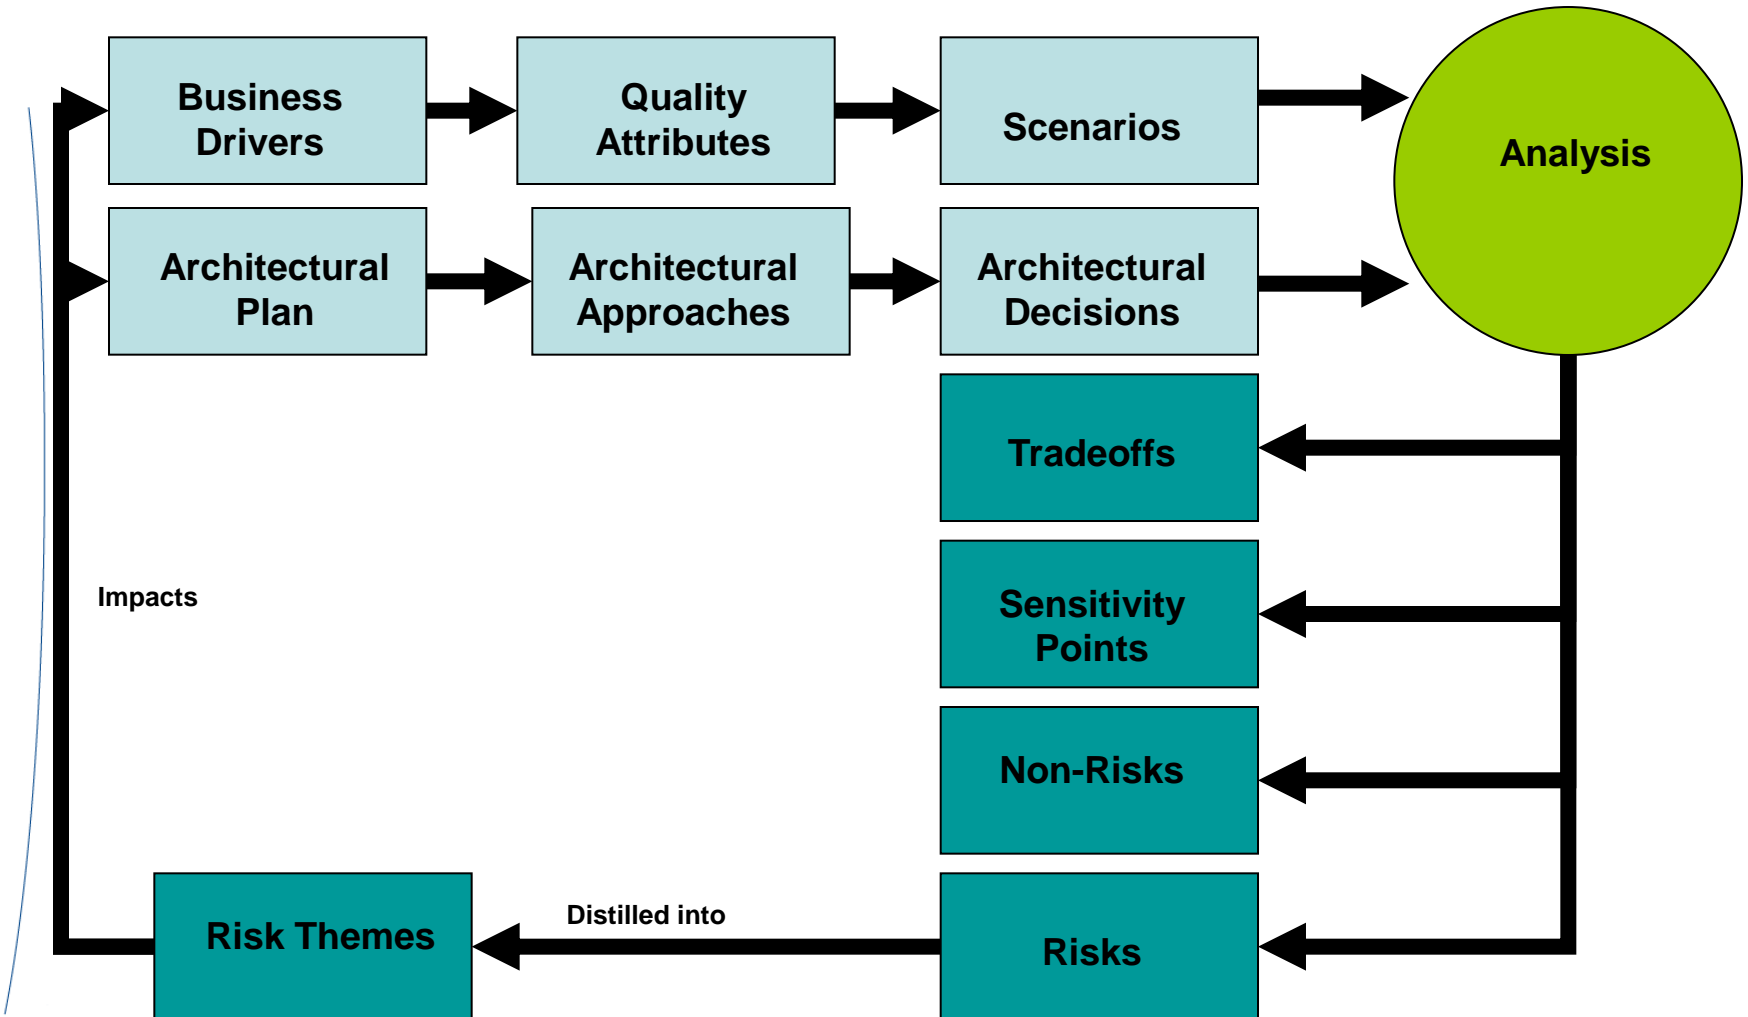 Business
Drivers
Quality
Attributes
Scenarios
Analysis
Architectural
Plan
Architectural
Approaches
Architectural
Decisions
Tradeoffs
Sensitivity
Points
Impacts
Non-Risks
Risk Themes
Distilled into
Risks